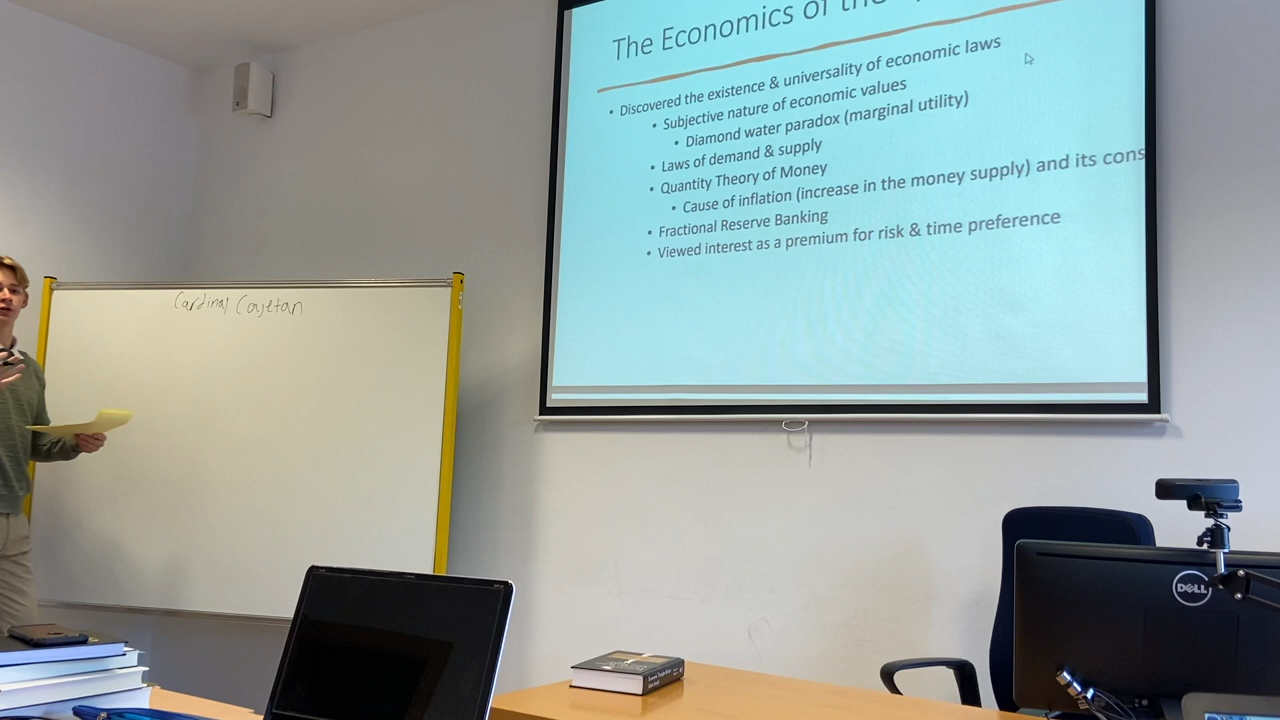 The Economics of the
• Discovered the existence & universality of economic laws
• Subjective nature of economic values
• Diamond water paradox (marginal utility)
• Laws of demand & supply
• Quantity Theory of Money
• Cause of inflation (increase in the money supply) and its cons
• Fractional Reserve Banking
• Viewed interest as a premium for risk & time preference
Cardinal Cajetan
DELL